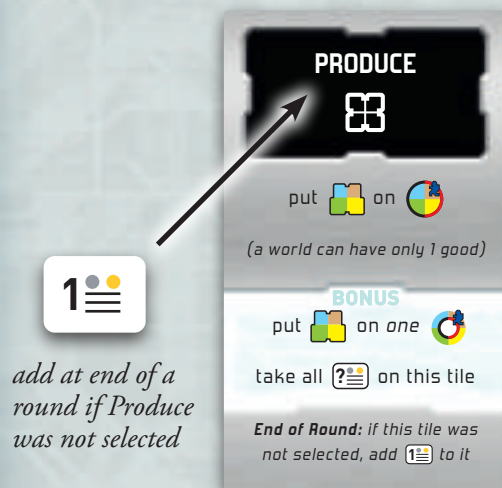 PRODUCE
put on
(a world can have only 1 good)
1
add at end of a
round if Produce
was not selected
BONUS
put on one
take all ? on this tile
End of Round: if this tile was
not selected, add 1 to it